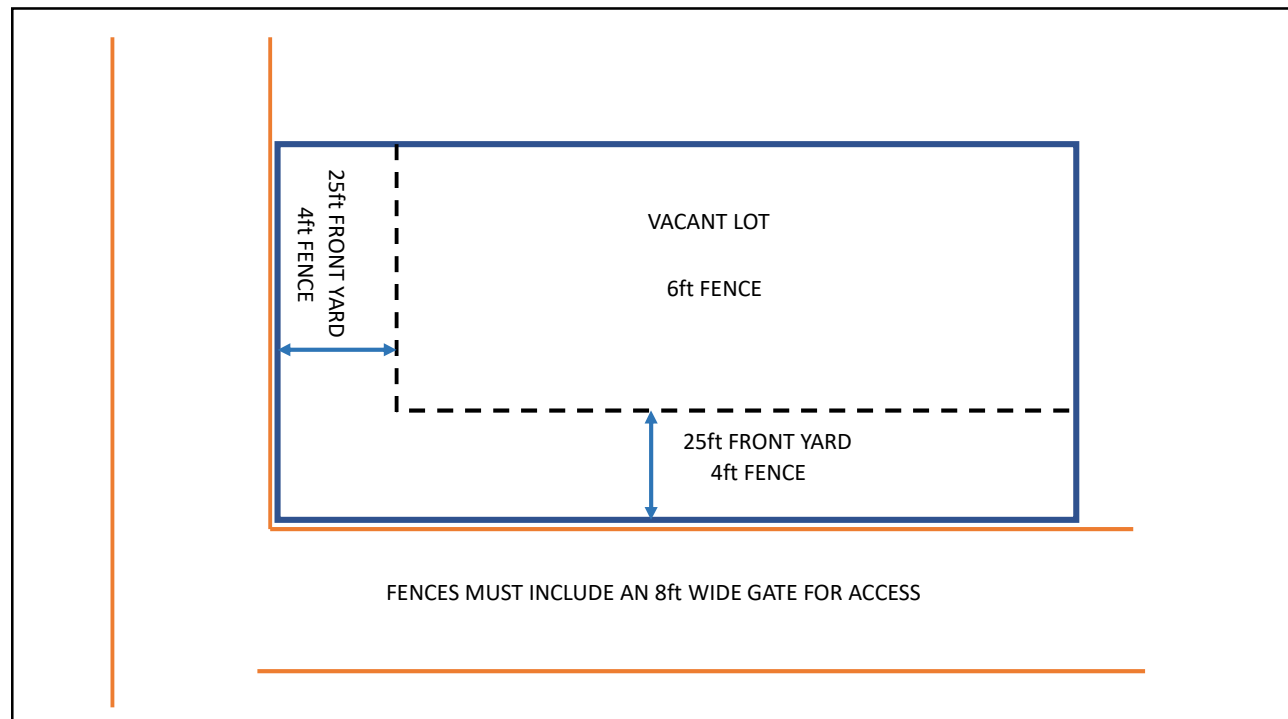 25ft FRONT YARD
4ft FENCE
VACANT LOT
6ft FENCE
25ft FRONT YARD
4ft FENCE
FENCES MUST INCLUDE AN 8ft WIDE GATE FOR ACCESS